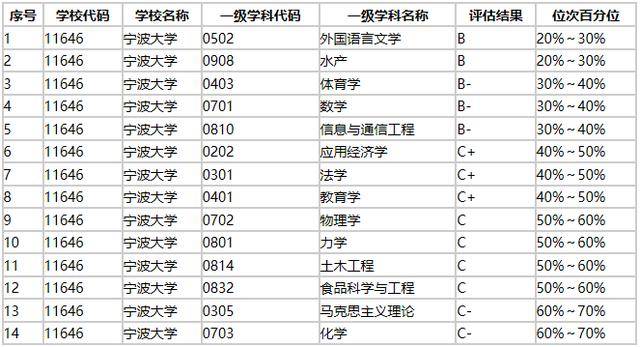 序号 学校代码 学校名称 一级学科代码 一级学科名称 评估结果 位次百分位
1 11646 宁波大学 0502 外国语言文学 B 20%～30%
2 11646 宁波大学 0908 水产 B 20%～30%
3 11646 宁波大学 0403 体育学 B- 30%～40%
4 11646 宁波大学 0701 数学 B- 30%～40%
5 11646 宁波大学 0810 信息与通信工程 B- 30%～40%
6 11646 宁波大学 0202 应用经济学 C+ 40%～50%
7 11646 宁波大学 0301 法学 C+ 40%～50%
8 11646 宁波大学 0401 教育学 C+ 40%～50%
9 11646 宁波大学 0702 物理学 C 50%～60%
10 11646 宁波大学 0801 力学 C 50%～60%
11 11646 宁波大学 0814 土木工程 C 50%～60%
12 11646 宁波大学 0832 食品科学与工程 C 50%～60%
13 11646 宁波大学 0305 马克思主义理论 C- 60%～70%
14 11646 宁波大学 0703 化学 C- 60%～70%